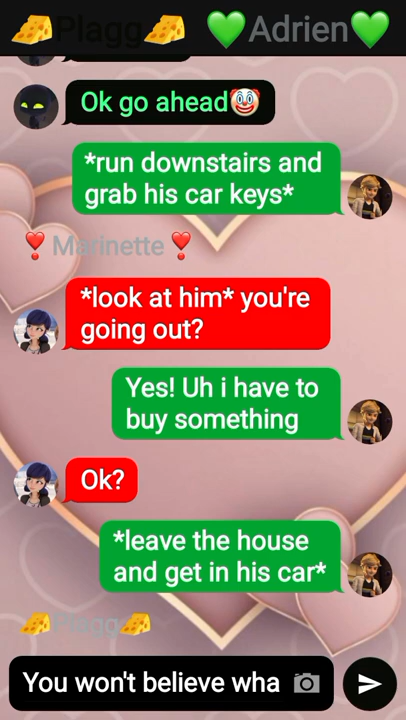 🧀Plagg🧀 💚Adrien💚
Ok go ahead🤡
*run downstairs and
grab his car keys*
❣️Marinette❣️
*look at him* you're
going out?
Yes! Uh i have to
buy something
Ok?
*leave the house
and get in his car*
🧀Plagg🧀
You won't believe wha